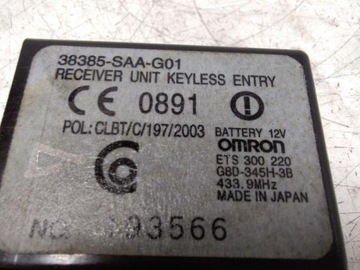 38385-SAA-G01
RECEIVER UNIT KEYLESS ENTRY
CE 0891
POL: CLBT/C/197/2003
BATTERY 12V
OMRON
ETS 300 220
G8D-345H-3B
433.9MHz
MADE IN JAPAN
93566